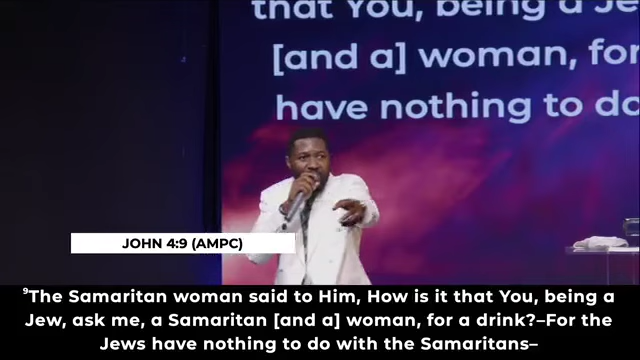 that You, being a Je
[and a] woman, for
have nothing to do
JOHN 4:9 (AMPC)
⁹The Samaritan woman said to Him, How is it that You, being a
Jew, ask me, a Samaritan [and a] woman, for a drink?–For the
Jews have nothing to do with the Samaritans–